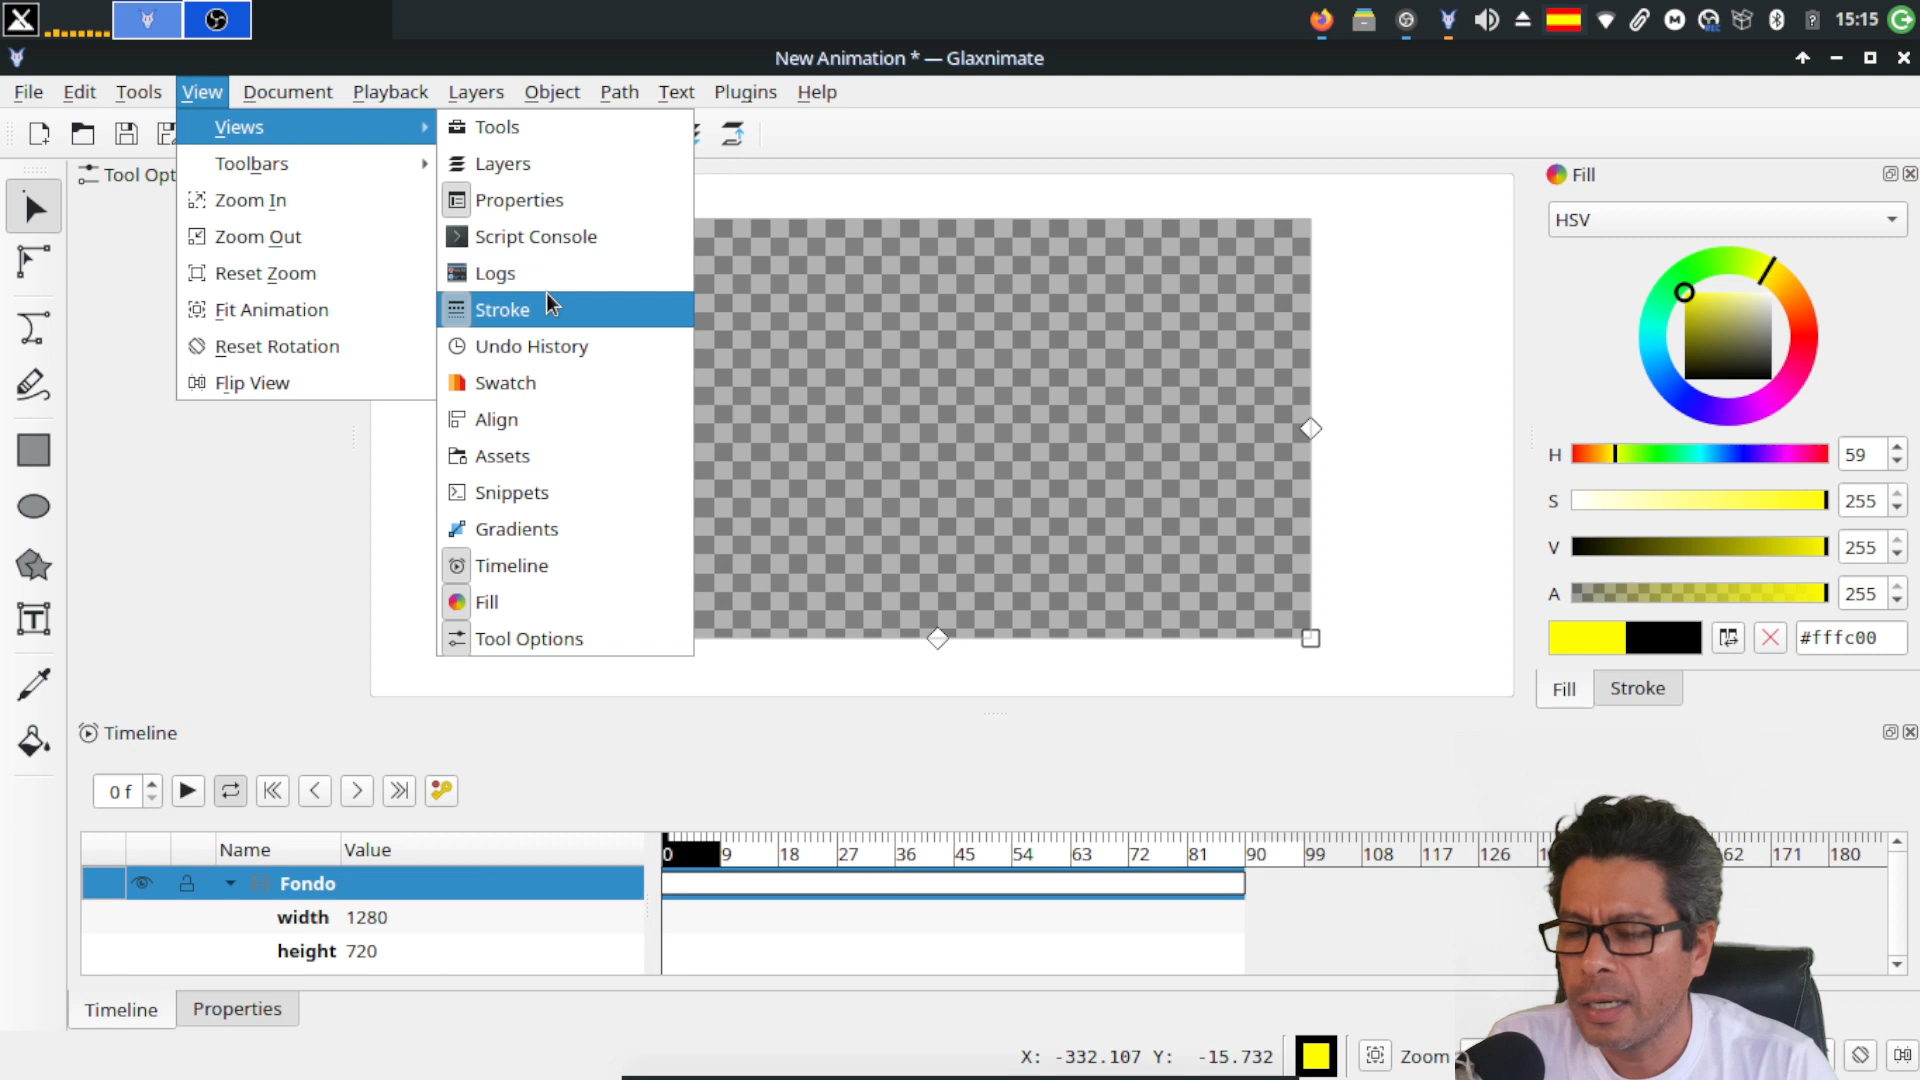 15:15
New Animation * — Glaxnimate
File Edit Tools View Document Playback Layers Object Path Text Plugins Help
Views
Toolbars
Zoom In
Zoom Out
Reset Zoom
Fit Animation
Reset Rotation
Flip View
Tools
Layers
Properties
Script Console
Logs
Stroke
Undo History
Swatch
Align
Assets
Snippets
Gradients
Timeline
Fill
Tool Options
Tool Opt
Fill
HSV
H 59
S 255
V 255
A 255
#fffc00
Fill Stroke
Timeline
0 f
Name Value
0 9 18 27 36 45 54 63 72 81 90 99 108 117 126 62 171 180
Fondo
width 1280
height 720
Timeline Properties
X: -332.107 Y: -15.732
Zoom